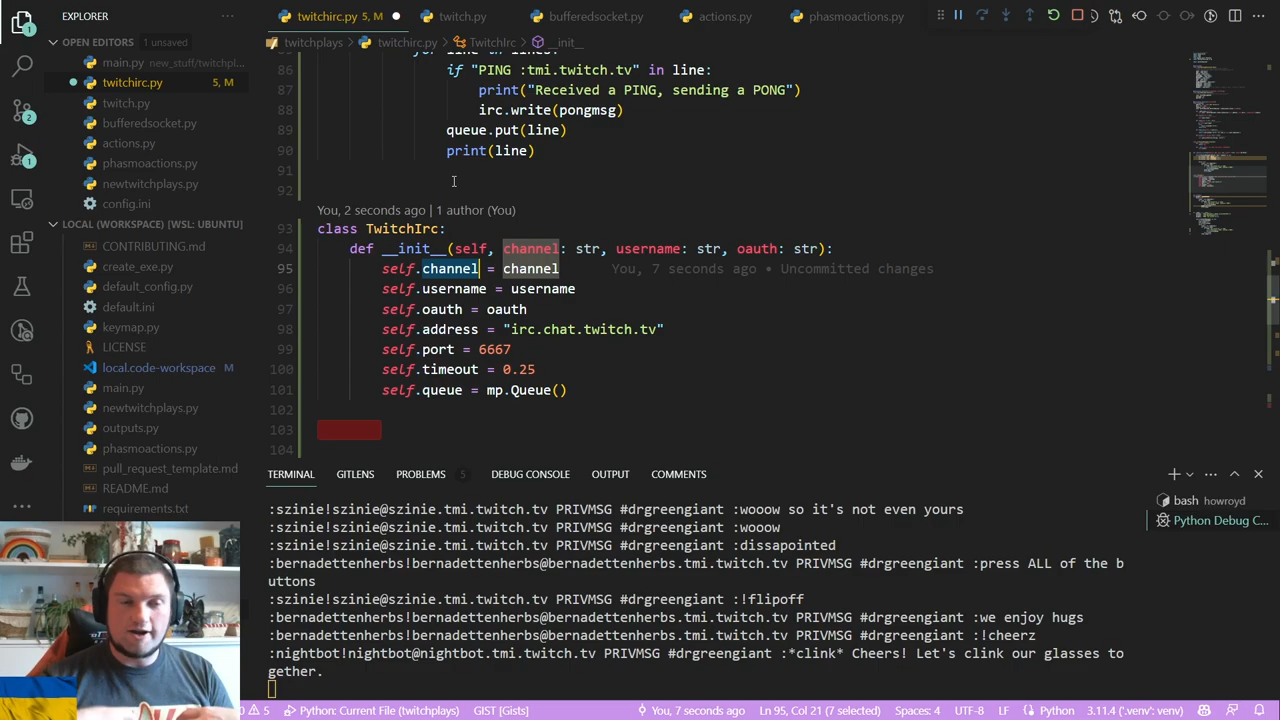 EXPLORER
···
twitchirc.py 5, M
twitch.py
bufferedsocket.py
actions.py
phasmoactions.py
OPEN EDITORS 1 unsaved
twitchplays > twitchirc.py > TwitchIrc > __init__
main.py new_stuff/twitchpl...
twitchirc.py 5, M
twitch.py
bufferedsocket.py
actions.py
phasmoactions.py
newtwitchplays.py
config.ini
LOCAL (WORKSPACE) [WSL: UBUNTU]
CONTRIBUTING.md
create_exe.py
default_config.py
default.ini
keymap.py
LICENSE
local.code-workspace M
main.py
newtwitchplays.py
outputs.py
phasmoactions.py
pull_request_template.md
README.md
requirements.txt
for line in lines:
86 if "PING :tmi.twitch.tv" in line:
87 print("Received a PING, sending a PONG")
88 irc.write(pongmsg)
89 queue.put(line)
90 print(line)
91
92
You, 2 seconds ago | 1 author (You)
93 class TwitchIrc:
94 def __init__(self, channel: str, username: str, oauth: str):
95 self.channel = channel You, 7 seconds ago • Uncommitted changes
96 self.username = username
97 self.oauth = oauth
98 self.address = "irc.chat.twitch.tv"
99 self.port = 6667
100 self.timeout = 0.25
101 self.queue = mp.Queue()
102
103
104
TERMINAL GITLENS PROBLEMS 5 DEBUG CONSOLE OUTPUT COMMENTS
bash howroyd
Python Debug C...
:szinie!szinie@szinie.tmi.twitch.tv PRIVMSG #drgreengiant :wooow so it's not even yours
:szinie!szinie@szinie.tmi.twitch.tv PRIVMSG #drgreengiant :wooow
:szinie!szinie@szinie.tmi.twitch.tv PRIVMSG #drgreengiant :dissapointed
:bernadettenherbs!bernadettenherbs@bernadettenherbs.tmi.twitch.tv PRIVMSG #drgreengiant :press ALL of the b
uttons
:szinie!szinie@szinie.tmi.twitch.tv PRIVMSG #drgreengiant :!flipoff
:bernadettenherbs!bernadettenherbs@bernadettenherbs.tmi.twitch.tv PRIVMSG #drgreengiant :we enjoy hugs
:bernadettenherbs!bernadettenherbs@bernadettenherbs.tmi.twitch.tv PRIVMSG #drgreengiant :!cheerz
:nightbot!nightbot@nightbot.tmi.twitch.tv PRIVMSG #drgreengiant :*clink* Cheers! Let's clink our glasses to
gether.
0 5 Python: Current File (twitchplays) GIST [Gists] You, 7 seconds ago Ln 95, Col 21 (7 selected) Spaces: 4 UTF-8 LF Python 3.11.4 ('.venv': venv)